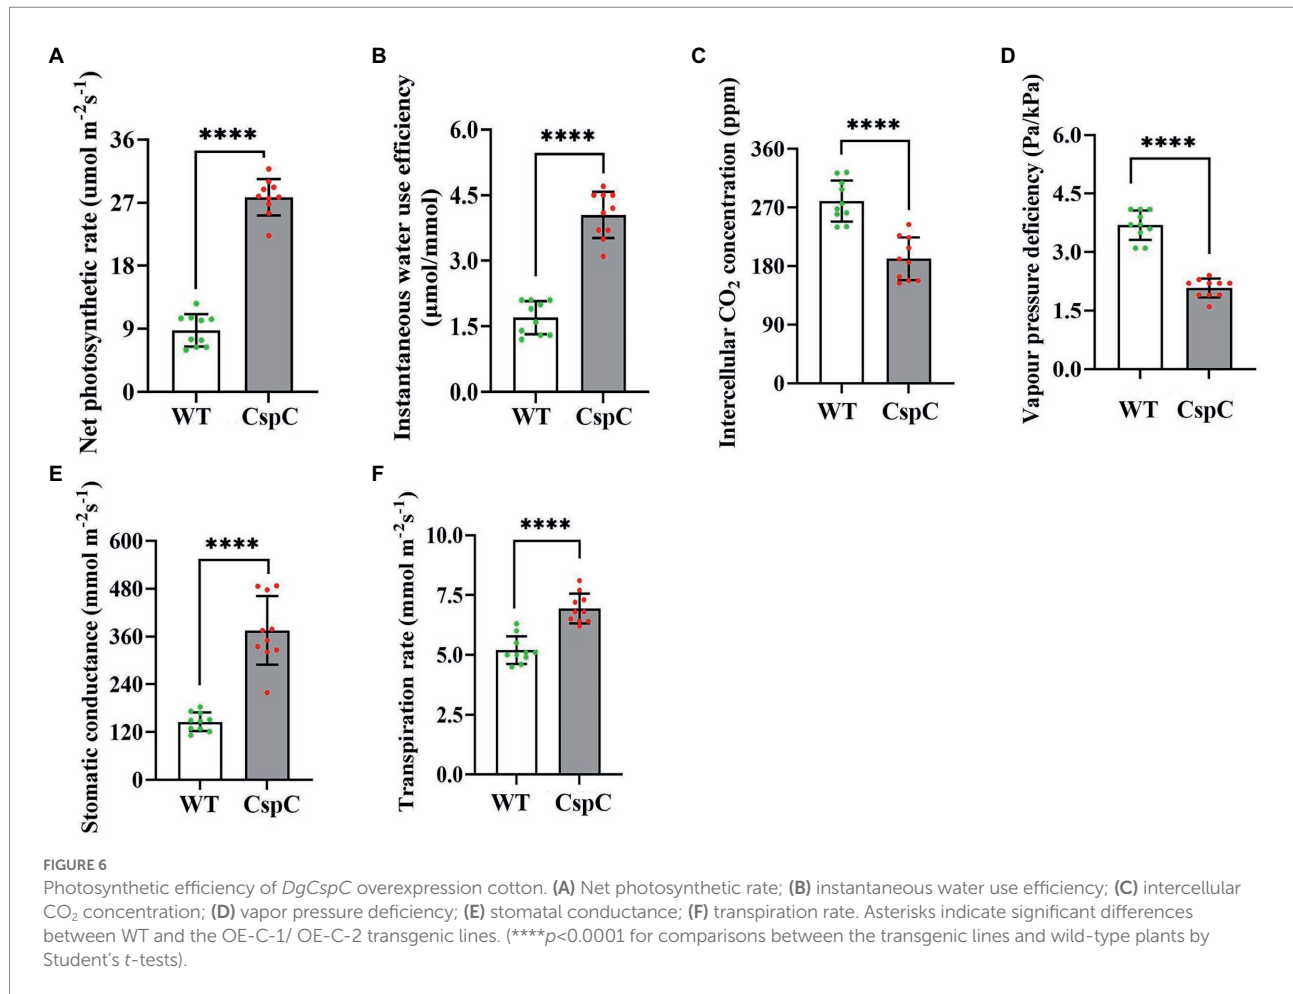 A
Net photosynthetic rate (umol m⁻²s⁻¹)
36
27
18
9
0
****
WT CspC
B
Instantaneous water use efficiency
(μmol/mmol)
6.0
4.5
3.0
1.5
0.0
****
WT CspC
C
Intercellular CO₂ concentration (ppm)
360
270
180
90
0
****
WT CspC
D
Vapour pressure deficiency (Pa/kPa)
6.0
4.5
3.0
1.5
0.0
****
WT CspC
E
Stomatic conductance (mmol m⁻²s⁻¹)
600
480
360
240
120
0
****
WT CspC
F
Transpiration rate (mmol m⁻²s⁻¹)
10.0
7.5
5.0
2.5
0.0
****
WT CspC
FIGURE 6
Photosynthetic efficiency of DgCspC overexpression cotton. (A) Net photosynthetic rate; (B) instantaneous water use efficiency; (C) intercellular
CO₂ concentration; (D) vapor pressure deficiency; (E) stomatal conductance; (F) transpiration rate. Asterisks indicate significant differences
between WT and the OE-C-1/ OE-C-2 transgenic lines. (****p<0.0001 for comparisons between the transgenic lines and wild-type plants by
Student's t-tests).